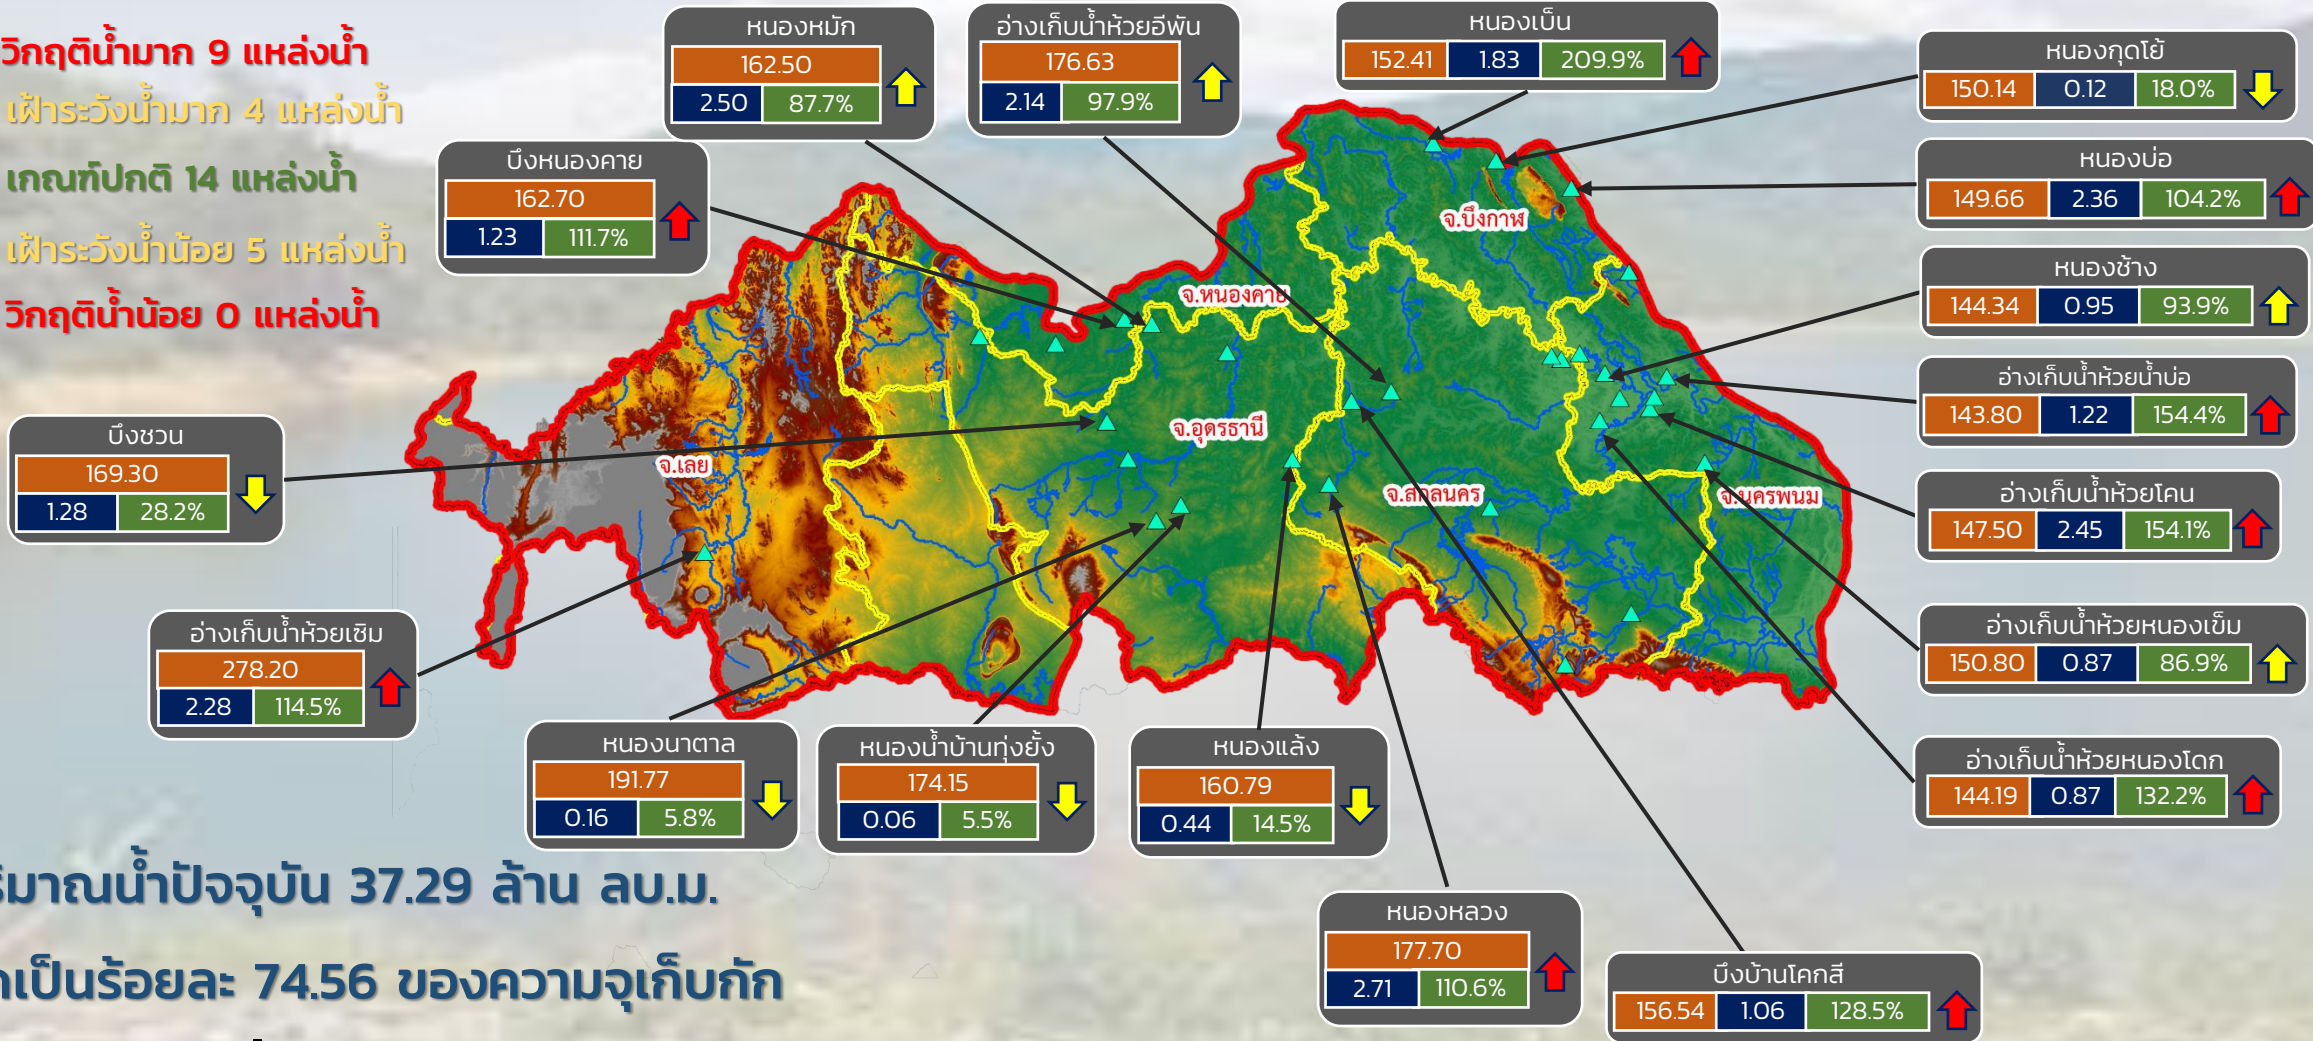 วิกฤติน้ำมาก 9 แหล่งน้ำ
เฝ้าระวังน้ำมาก 4 แหล่งน้ำ
เกณฑ์ปกติ 14 แหล่งน้ำ
เฝ้าระวังน้ำน้อย 5 แหล่งน้ำ
วิกฤติน้ำน้อย 0 แหล่งน้ำ
หนองหมัก
162.50
2.50 87.7%
อ่างเก็บน้ำห้วยอีพัน
176.63
2.14 97.9%
หนองเบ็น
152.41 1.83 209.9%
หนองกุดโย้
150.14 0.12 18.0%
บึงหนองคาย
162.70
1.23 111.7%
หนองบ่อ
149.66 2.36 104.2%
หนองช้าง
144.34 0.95 93.9%
อ่างเก็บน้ำห้วยน้ำบ่อ
143.80 1.22 154.4%
อ่างเก็บน้ำห้วยโคน
147.50 2.45 154.1%
อ่างเก็บน้ำห้วยหนองเข็ม
150.80 0.87 86.9%
อ่างเก็บน้ำห้วยหนองโดก
144.19 0.87 132.2%
จ.บึงกาฬ
จ.หนองคาย
จ.อุดรธานี
จ.เลย
จ.สกลนคร
จ.นครพนม
บึงชวน
169.30
1.28 28.2%
อ่างเก็บน้ำห้วยเซิม
278.20
2.28 114.5%
หนองนาตาล
191.77
0.16 5.8%
หนองน้ำบ้านทุ่งยั้ง
174.15
0.06 5.5%
หนองแล้ง
160.79
0.44 14.5%
หนองหลวง
177.70
2.71 110.6%
บึงบ้านโคกสี
156.54 1.06 128.5%
ริมาณน้ำปัจจุบัน 37.29 ล้าน ลบ.ม.
ดเป็นร้อยละ 74.56 ของความจุเก็บกัก